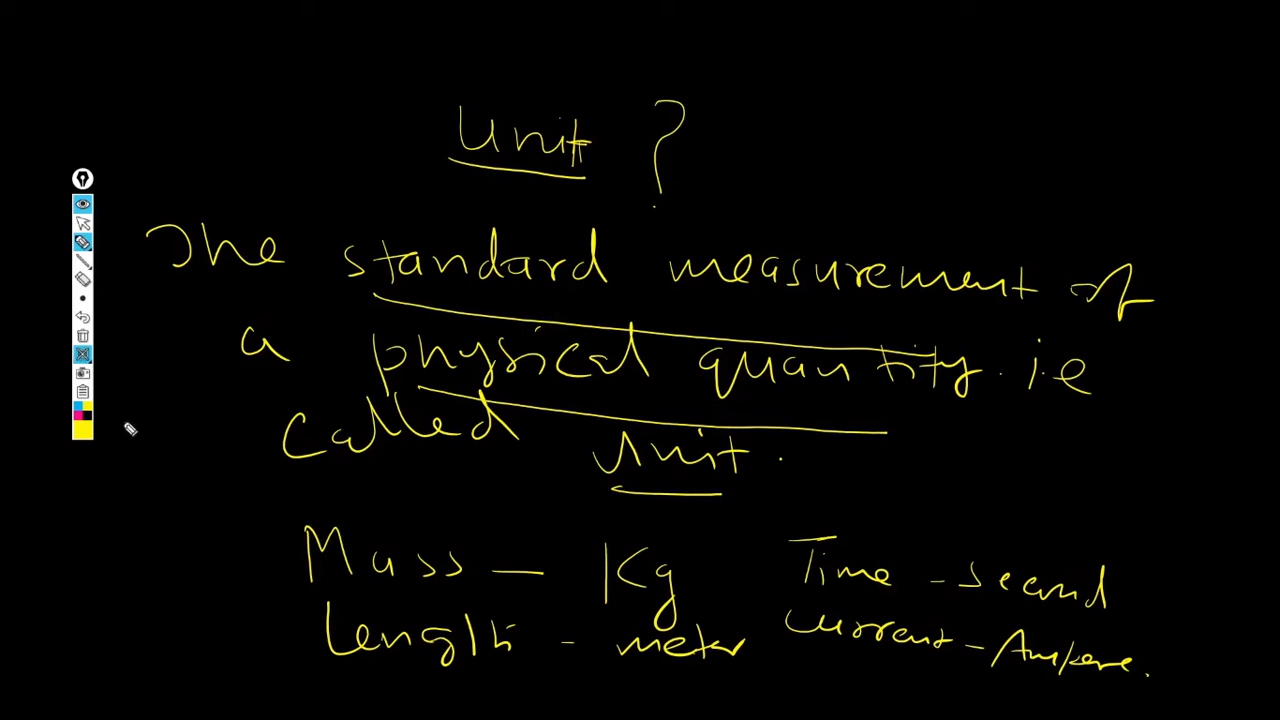 Unit ?
The standard measurement of
a physical quantity. i.e
called Unit.
Mass – Kg Time – second
Length – meter Current – Ampere.